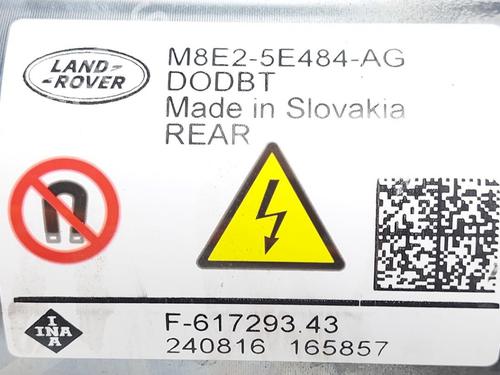 LAND-
ROVER
M8E2-5E484-AG
DODBT
Made in Slovakia
REAR
INA
F-617293.43
240816 165857